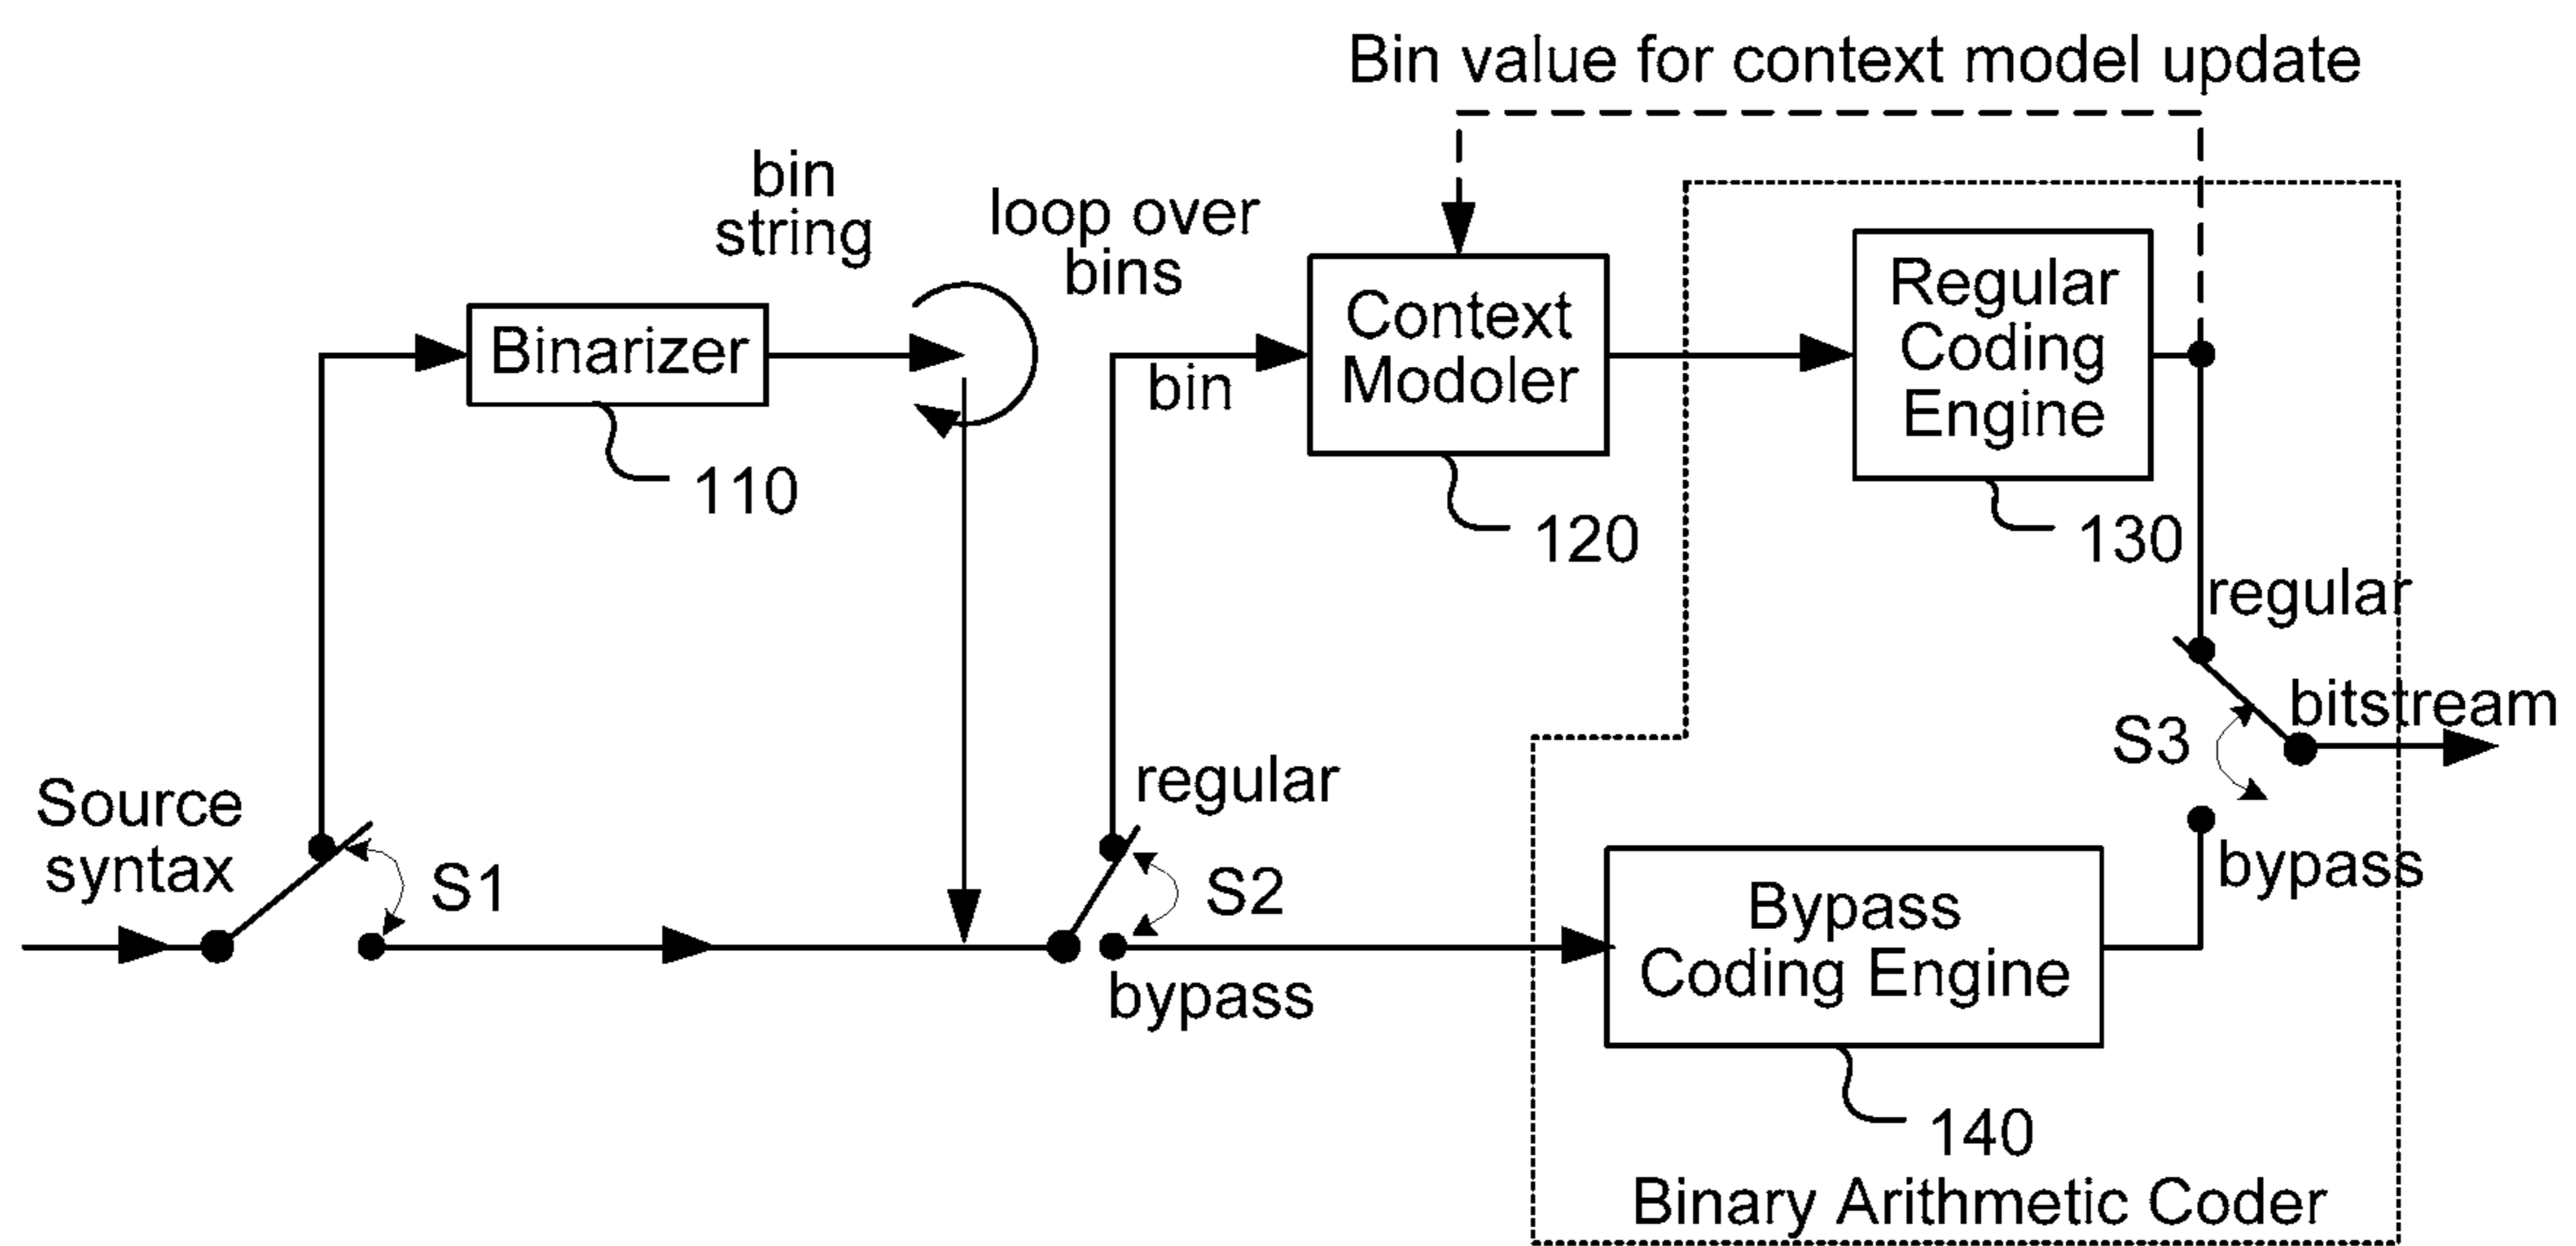 Bin value for context model update
bin
string
loop over
bins
Binarizer
110
bin
Context
Modoler
120
Regular
Coding
Engine
130
regular
Source
syntax
S1
regular
S2
bypass
S3
bitstream
bypass
Bypass
Coding Engine
140
Binary Arithmetic Coder